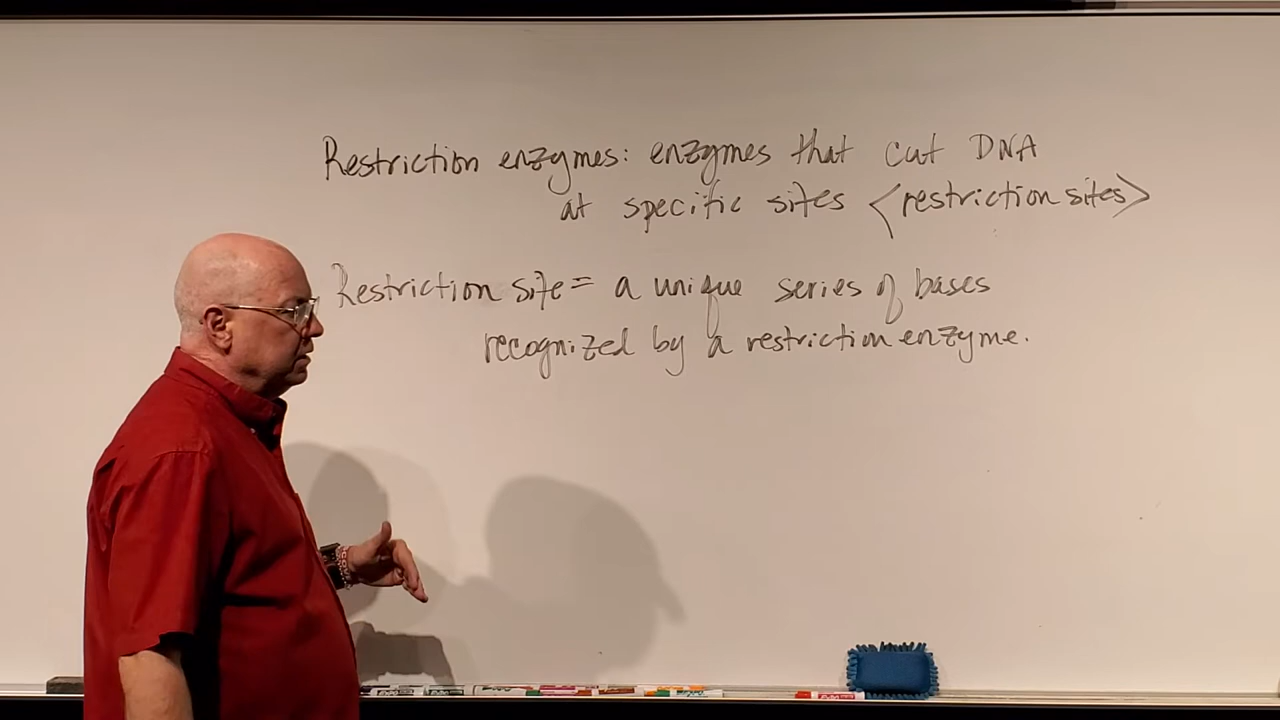 Restriction enzymes: enzymes that cut DNA
at specific sites <restriction sites>
Restriction site = a unique series of bases
recognized by a restriction enzyme.